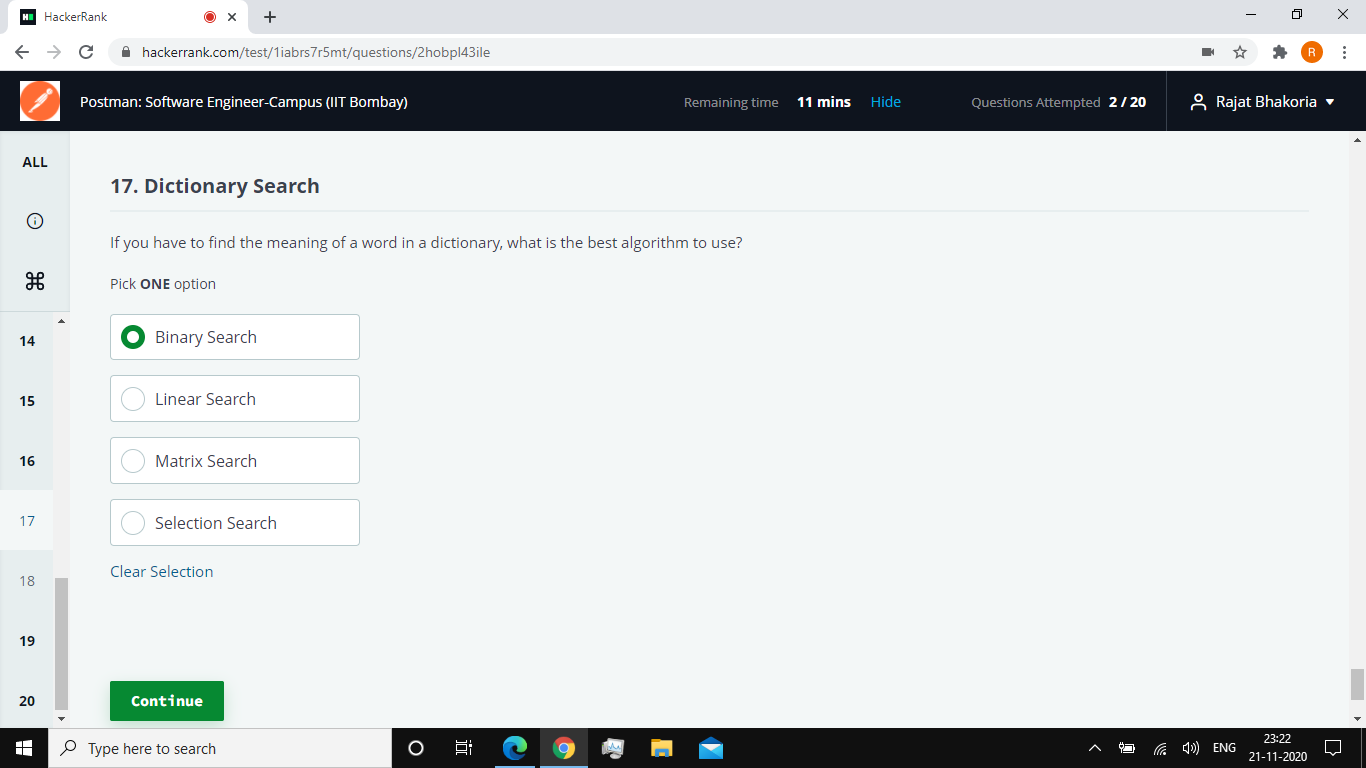 HackerRank
hackerrank.com/test/1iabrs7r5mt/questions/2hobpl43ile
R
Postman: Software Engineer-Campus (IIT Bombay)
Remaining time 11 mins Hide
Questions Attempted 2 / 20
Rajat Bhakoria
ALL
14
15
16
17
18
19
20
17. Dictionary Search
If you have to find the meaning of a word in a dictionary, what is the best algorithm to use?
Pick ONE option
Binary Search
Linear Search
Matrix Search
Selection Search
Clear Selection
Continue
Type here to search
ENG
23:22
21-11-2020